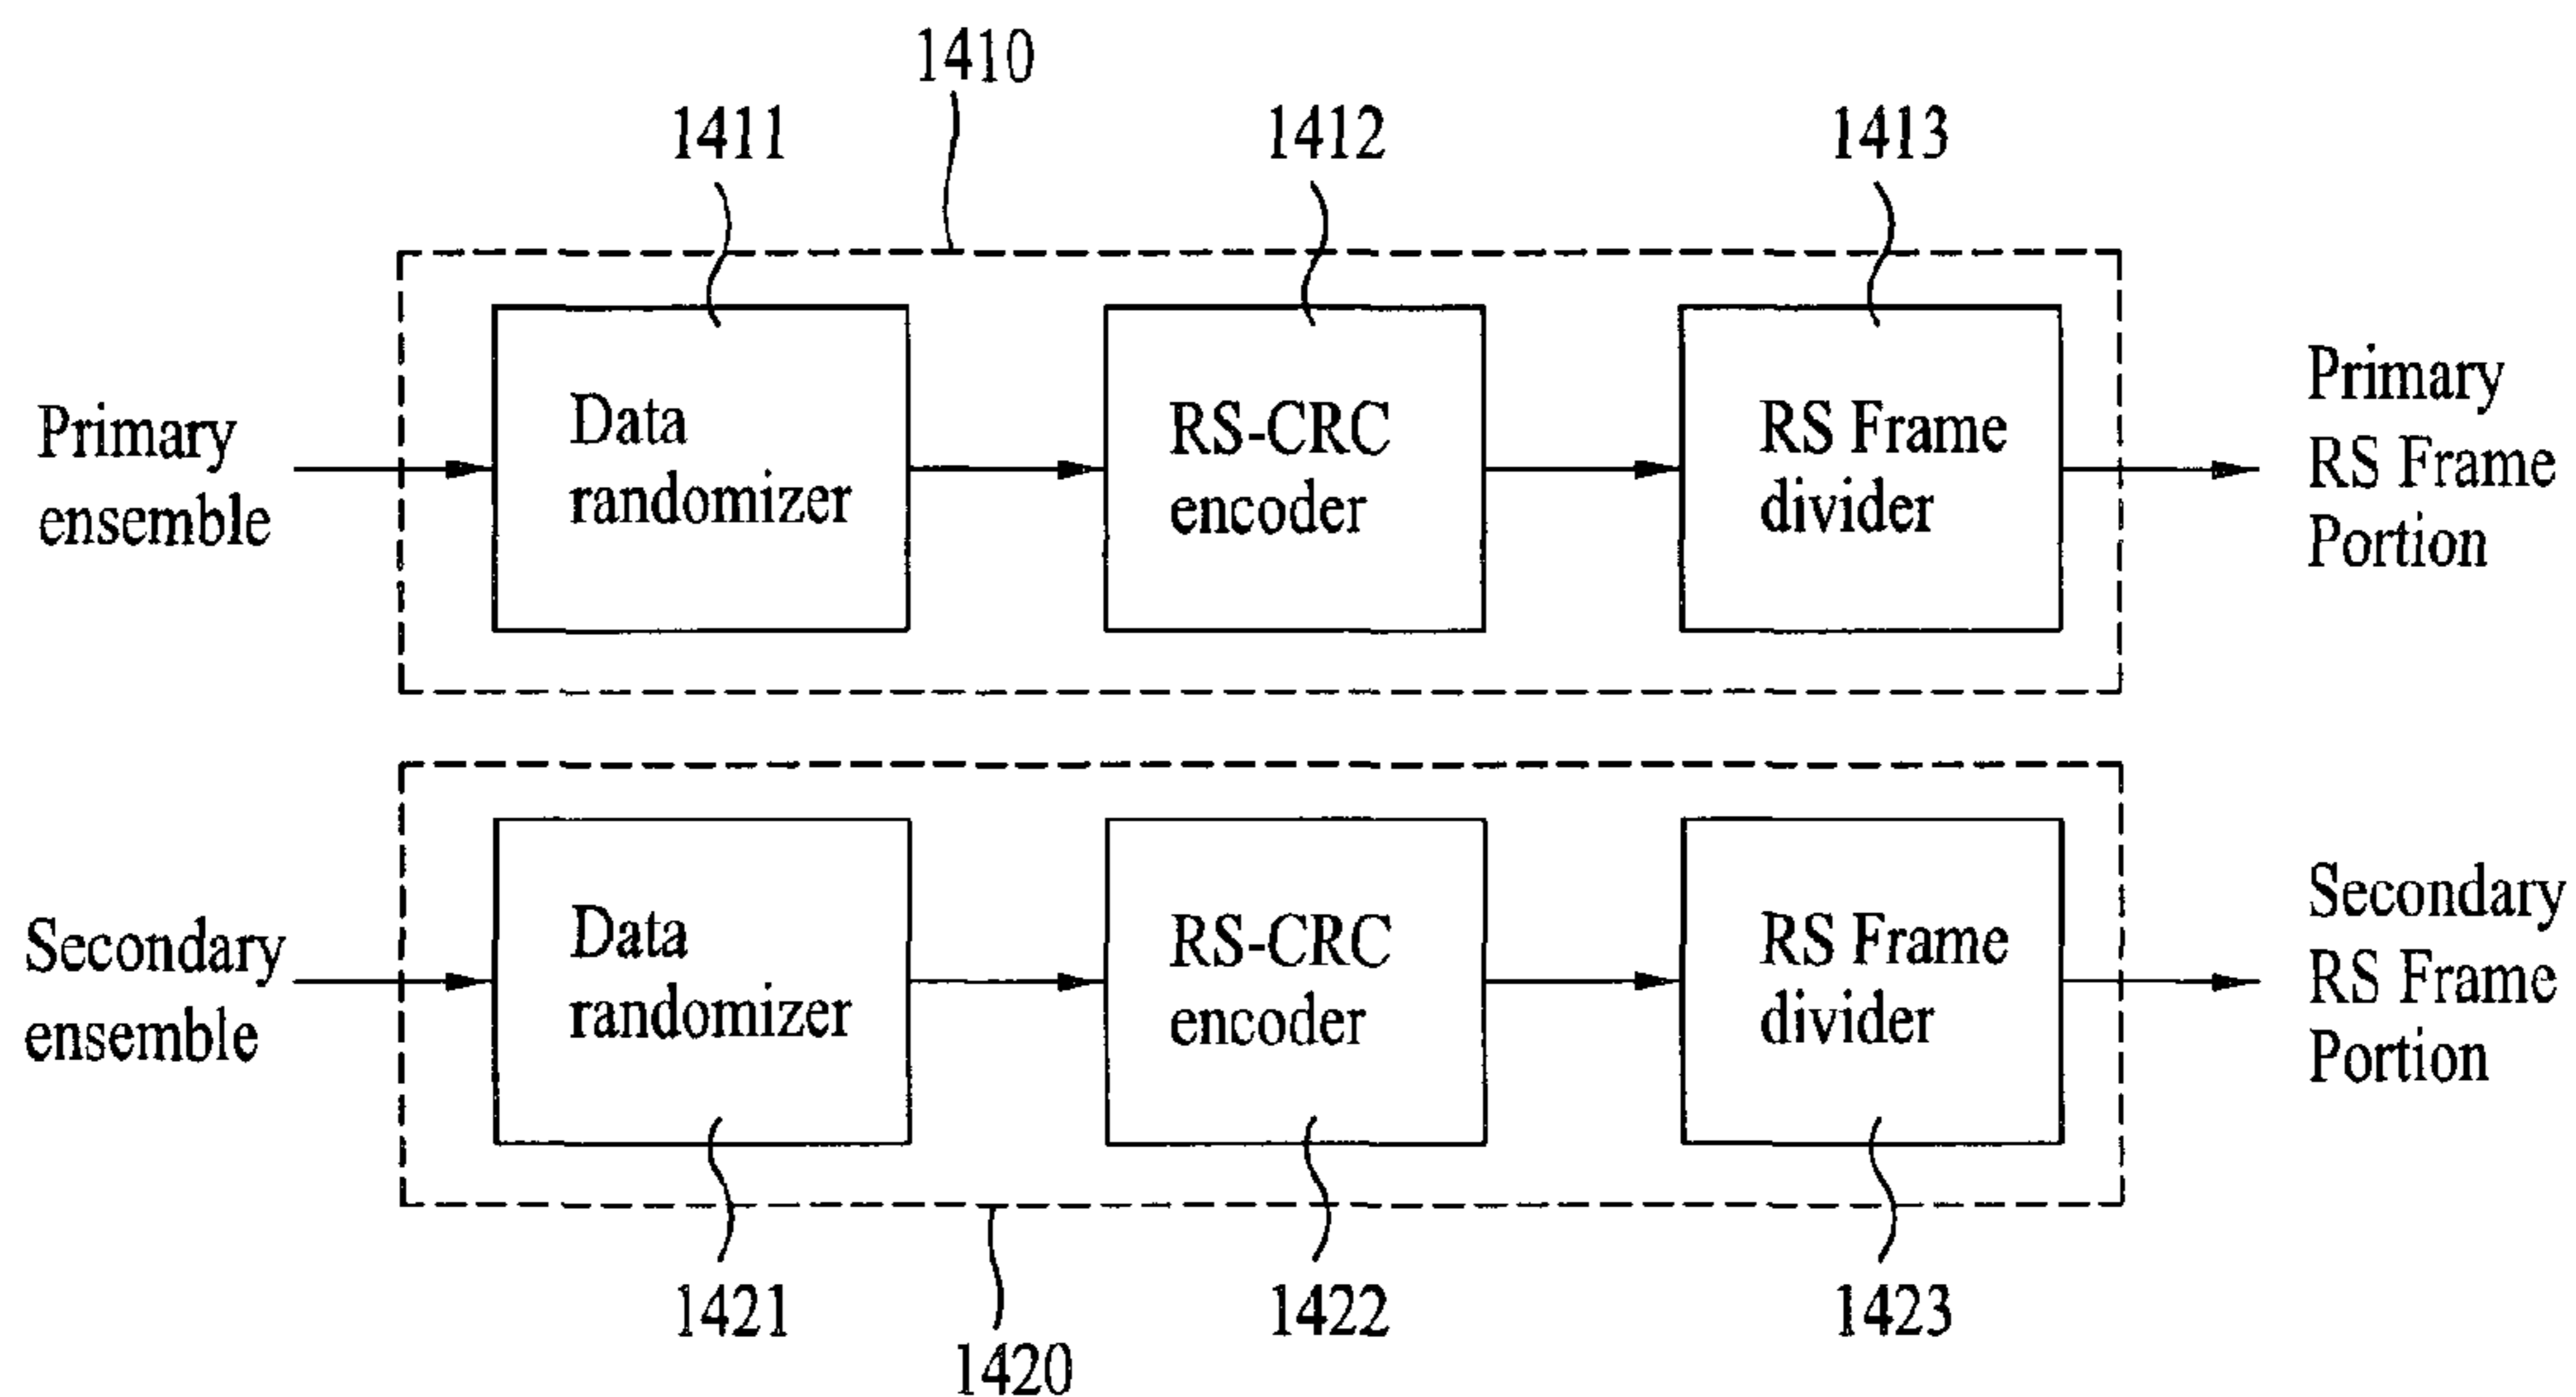 1410
1411
1412
1413
Primary
ensemble
Data
randomizer
RS-CRC
encoder
RS Frame
divider
Primary
RS Frame
Portion
Secondary
ensemble
Data
randomizer
RS-CRC
encoder
RS Frame
divider
Secondary
RS Frame
Portion
1421
1422
1423
1420